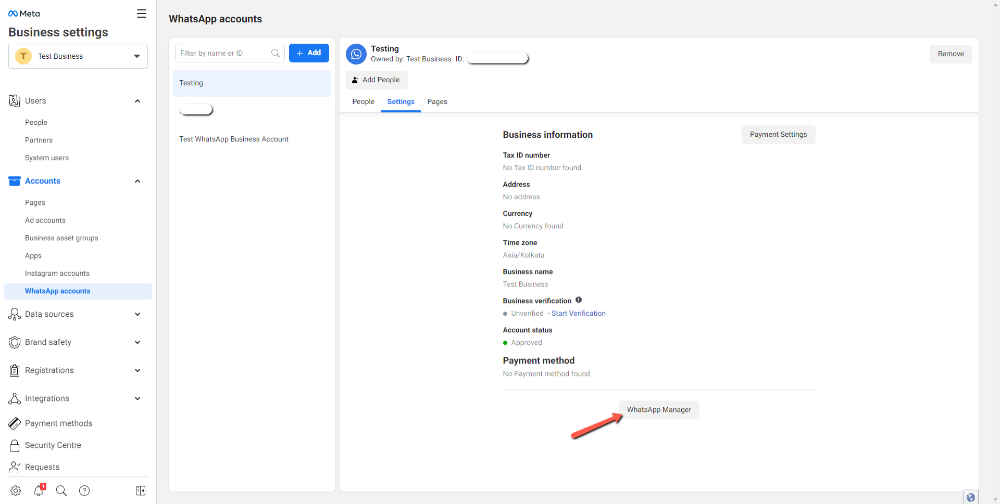 Meta
Business settings
T Test Business
Users
People
Partners
System users
Accounts
Pages
Ad accounts
Business asset groups
Apps
Instagram accounts
WhatsApp accounts
Data sources
Brand safety
Registrations
Integrations
Payment methods
Security Centre
Requests
1
?
WhatsApp accounts
Filter by name or ID
+ Add
Testing
Test WhatsApp Business Account
Testing
Owned by: Test Business ID:
Remove
Add People
People Settings Pages
Business information
Payment Settings
Tax ID number
No Tax ID number found
Address
No address
Currency
No Currency found
Time zone
Asia/Kolkata
Business name
Test Business
Business verification
Unverified - Start Verification
Account status
Approved
Payment method
No Payment method found
WhatsApp Manager